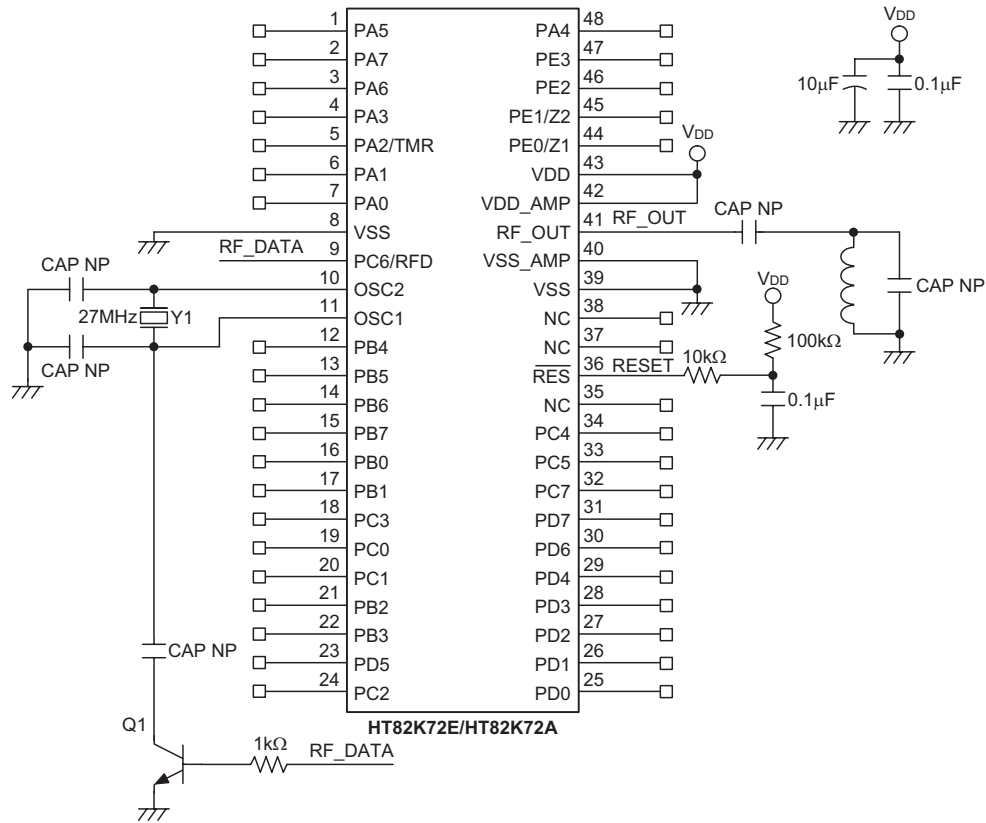 1 PA5
2 PA7
3 PA6
4 PA3
5 PA2/TMR
6 PA1
7 PA0
8 VSS
RF_DATA 9 PC6/RFD
CAP NP 10 OSC2
27MHz Y1 11 OSC1
CAP NP
12 PB4
13 PB5
14 PB6
15 PB7
16 PB0
17 PB1
18 PC3
19 PC0
20 PC1
21 PB2
22 PB3
23 PD5
24 PC2
CAP NP
Q1
1kΩ RF_DATA
PA4 48
PE3 47
PE2 46
PE1/Z2 45
PE0/Z1 44
VDD 43
VDD_AMP 42
RF_OUT 41 RF_OUT
VSS_AMP 40
VSS 39
NC 38
NC 37
RES 36 RESET 10kΩ
NC 35
PC4 34
PC5 33
PC7 32
PD7 31
PD6 30
PD4 29
PD3 28
PD2 27
PD1 26
PD0 25
HT82K72E/HT82K72A
VDD
10μF 0.1μF
VDD
CAP NP
CAP NP
VDD
100kΩ
0.1μF